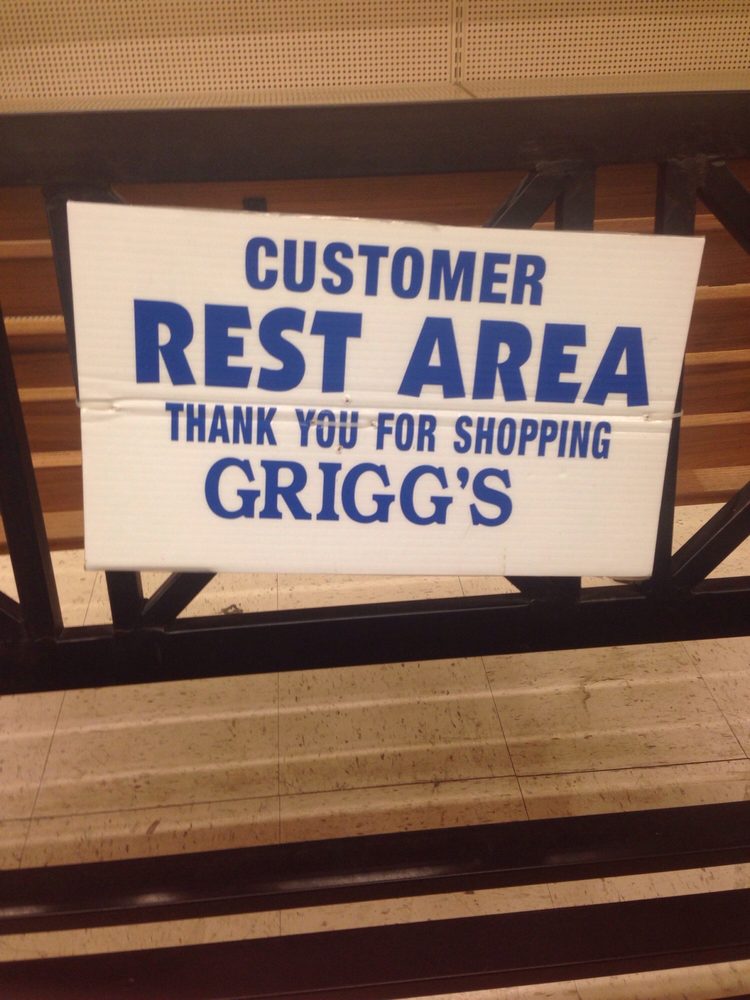 CUSTOMER
REST AREA
THANK YOU FOR SHOPPING
GRIGG'S